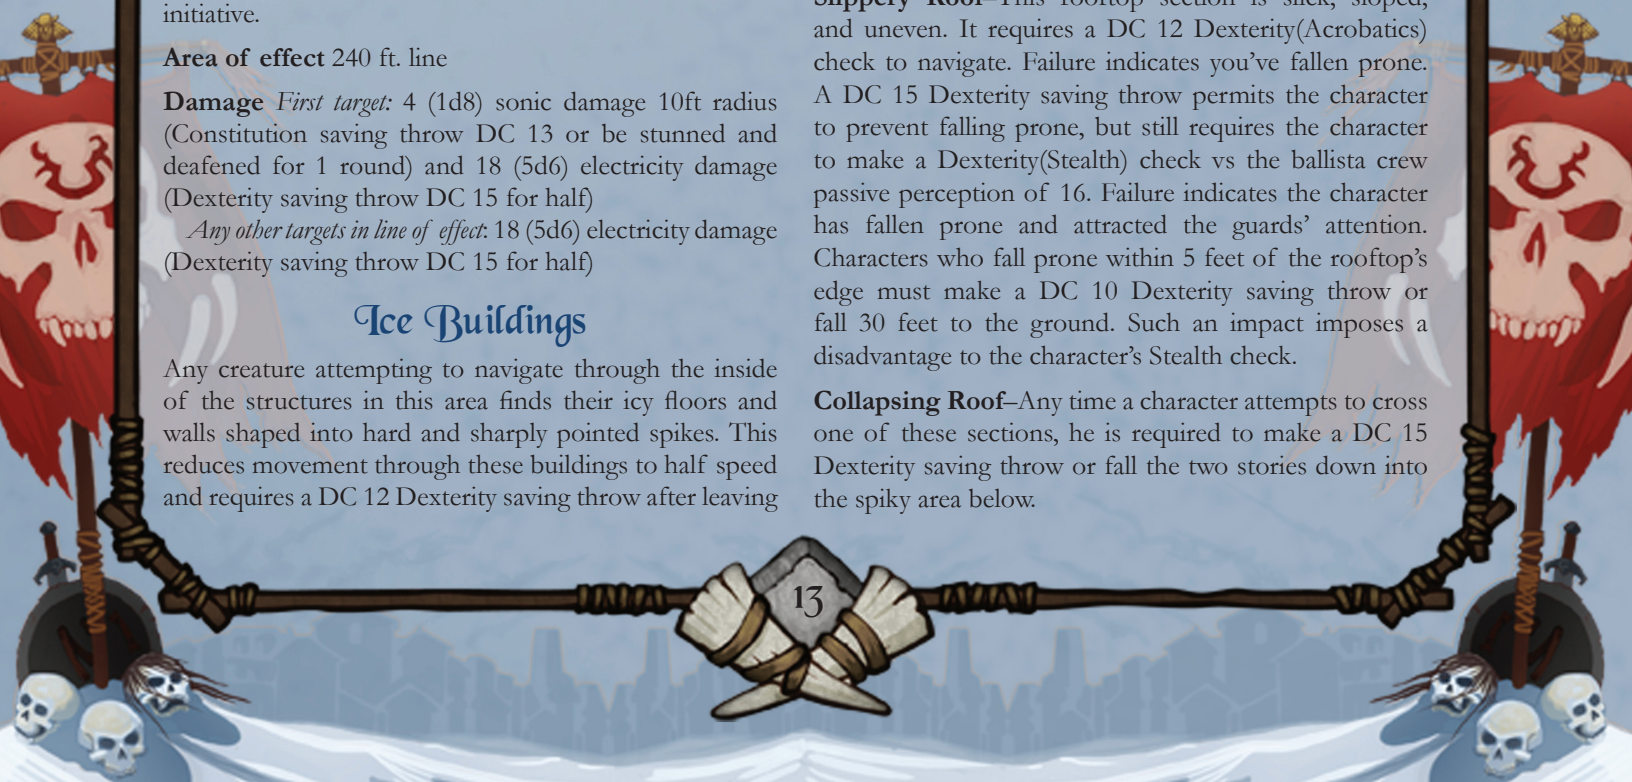 initiative.
Area of effect 240 ft. line
Damage First target: 4 (1d8) sonic damage 10ft radius
(Constitution saving throw DC 13 or be stunned and
deafened for 1 round) and 18 (5d6) electricity damage
(Dexterity saving throw DC 15 for half)
Any other targets in line of effect: 18 (5d6) electricity damage
(Dexterity saving throw DC 15 for half)
Ice Buildings
Any creature attempting to navigate through the inside
of the structures in this area finds their icy floors and
walls shaped into hard and sharply pointed spikes. This
reduces movement through these buildings to half speed
and requires a DC 12 Dexterity saving throw after leaving
Slippery Roof–This rooftop section is slick, sloped,
and uneven. It requires a DC 12 Dexterity(Acrobatics)
check to navigate. Failure indicates you’ve fallen prone.
A DC 15 Dexterity saving throw permits the character
to prevent falling prone, but still requires the character
to make a Dexterity(Stealth) check vs the ballista crew
passive perception of 16. Failure indicates the character
has fallen prone and attracted the guards’ attention.
Characters who fall prone within 5 feet of the rooftop’s
edge must make a DC 10 Dexterity saving throw or
fall 30 feet to the ground. Such an impact imposes a
disadvantage to the character’s Stealth check.
Collapsing Roof–Any time a character attempts to cross
one of these sections, he is required to make a DC 15
Dexterity saving throw or fall the two stories down into
the spiky area below.
13